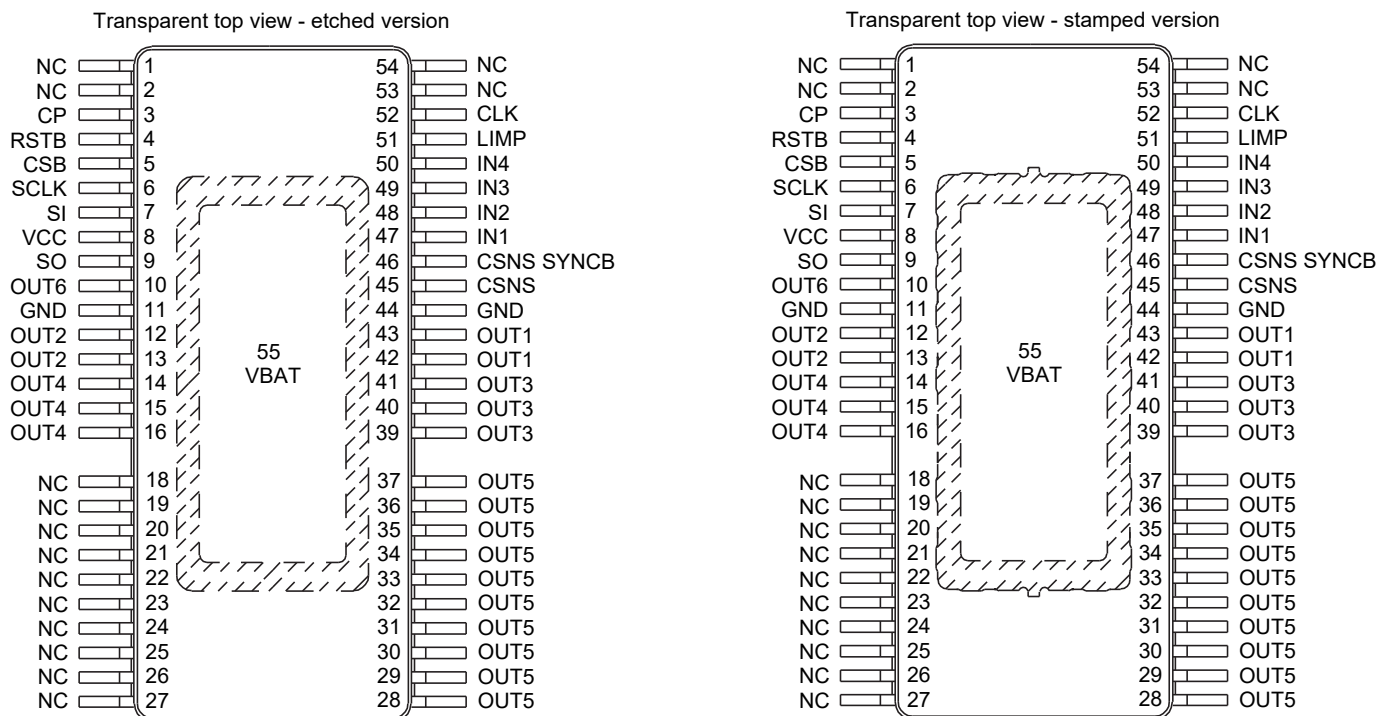 Transparent top view - etched version
NC 1 54 NC
NC 2 53 NC
CP 3 52 CLK
RSTB 4 51 LIMP
CSB 5 50 IN4
SCLK 6 49 IN3
SI 7 48 IN2
VCC 8 47 IN1
SO 9 46 CSNS SYNCB
OUT6 10 45 CSNS
GND 11 44 GND
OUT2 12 43 OUT1
OUT2 13 42 OUT1
OUT4 14 41 OUT3
OUT4 15 40 OUT3
OUT4 16 39 OUT3
55
VBAT
NC 18 37 OUT5
NC 19 36 OUT5
NC 20 35 OUT5
NC 21 34 OUT5
NC 22 33 OUT5
NC 23 32 OUT5
NC 24 31 OUT5
NC 25 30 OUT5
NC 26 29 OUT5
NC 27 28 OUT5
Transparent top view - stamped version
NC 1 54 NC
NC 2 53 NC
CP 3 52 CLK
RSTB 4 51 LIMP
CSB 5 50 IN4
SCLK 6 49 IN3
SI 7 48 IN2
VCC 8 47 IN1
SO 9 46 CSNS SYNCB
OUT6 10 45 CSNS
GND 11 44 GND
OUT2 12 43 OUT1
OUT2 13 42 OUT1
OUT4 14 41 OUT3
OUT4 15 40 OUT3
OUT4 16 39 OUT3
55
VBAT
NC 18 37 OUT5
NC 19 36 OUT5
NC 20 35 OUT5
NC 21 34 OUT5
NC 22 33 OUT5
NC 23 32 OUT5
NC 24 31 OUT5
NC 25 30 OUT5
NC 26 29 OUT5
NC 27 28 OUT5